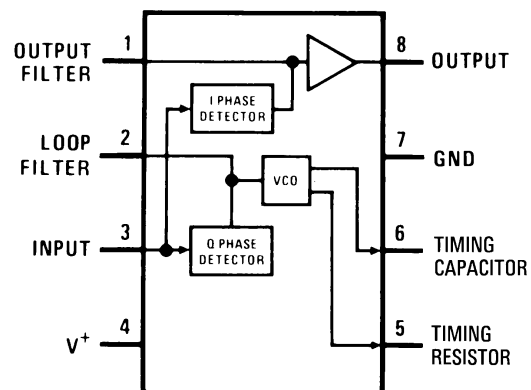 1
OUTPUT
FILTER
8
OUTPUT
I PHASE
DETECTOR
2
LOOP
FILTER
7
GND
VCO
3
INPUT
Q PHASE
DETECTOR
6
TIMING
CAPACITOR
4
V+
5
TIMING
RESISTOR